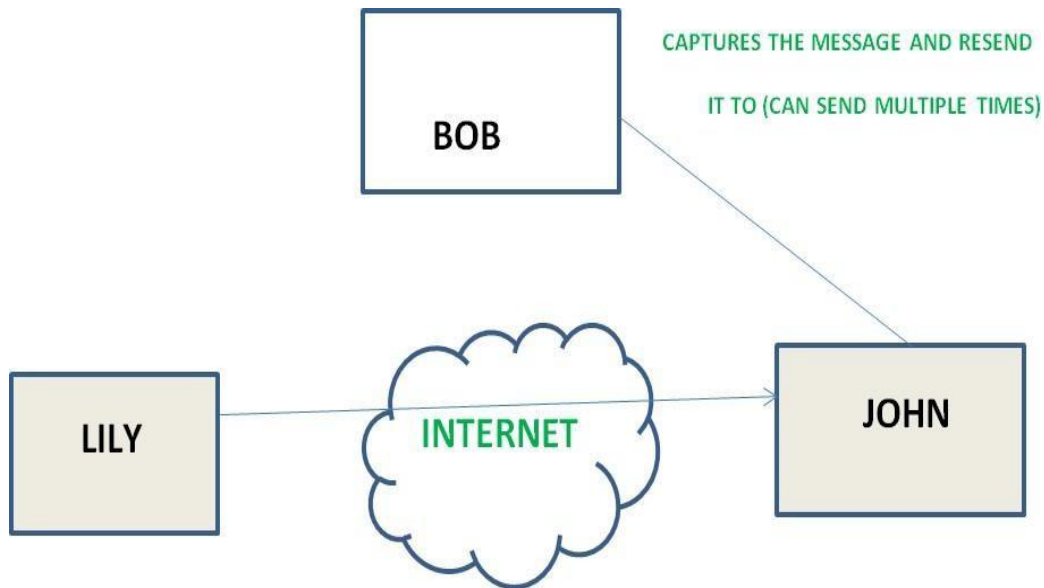 CAPTURES THE MESSAGE AND RESEND
IT TO (CAN SEND MULTIPLE TIMES)
BOB
LILY
INTERNET
JOHN